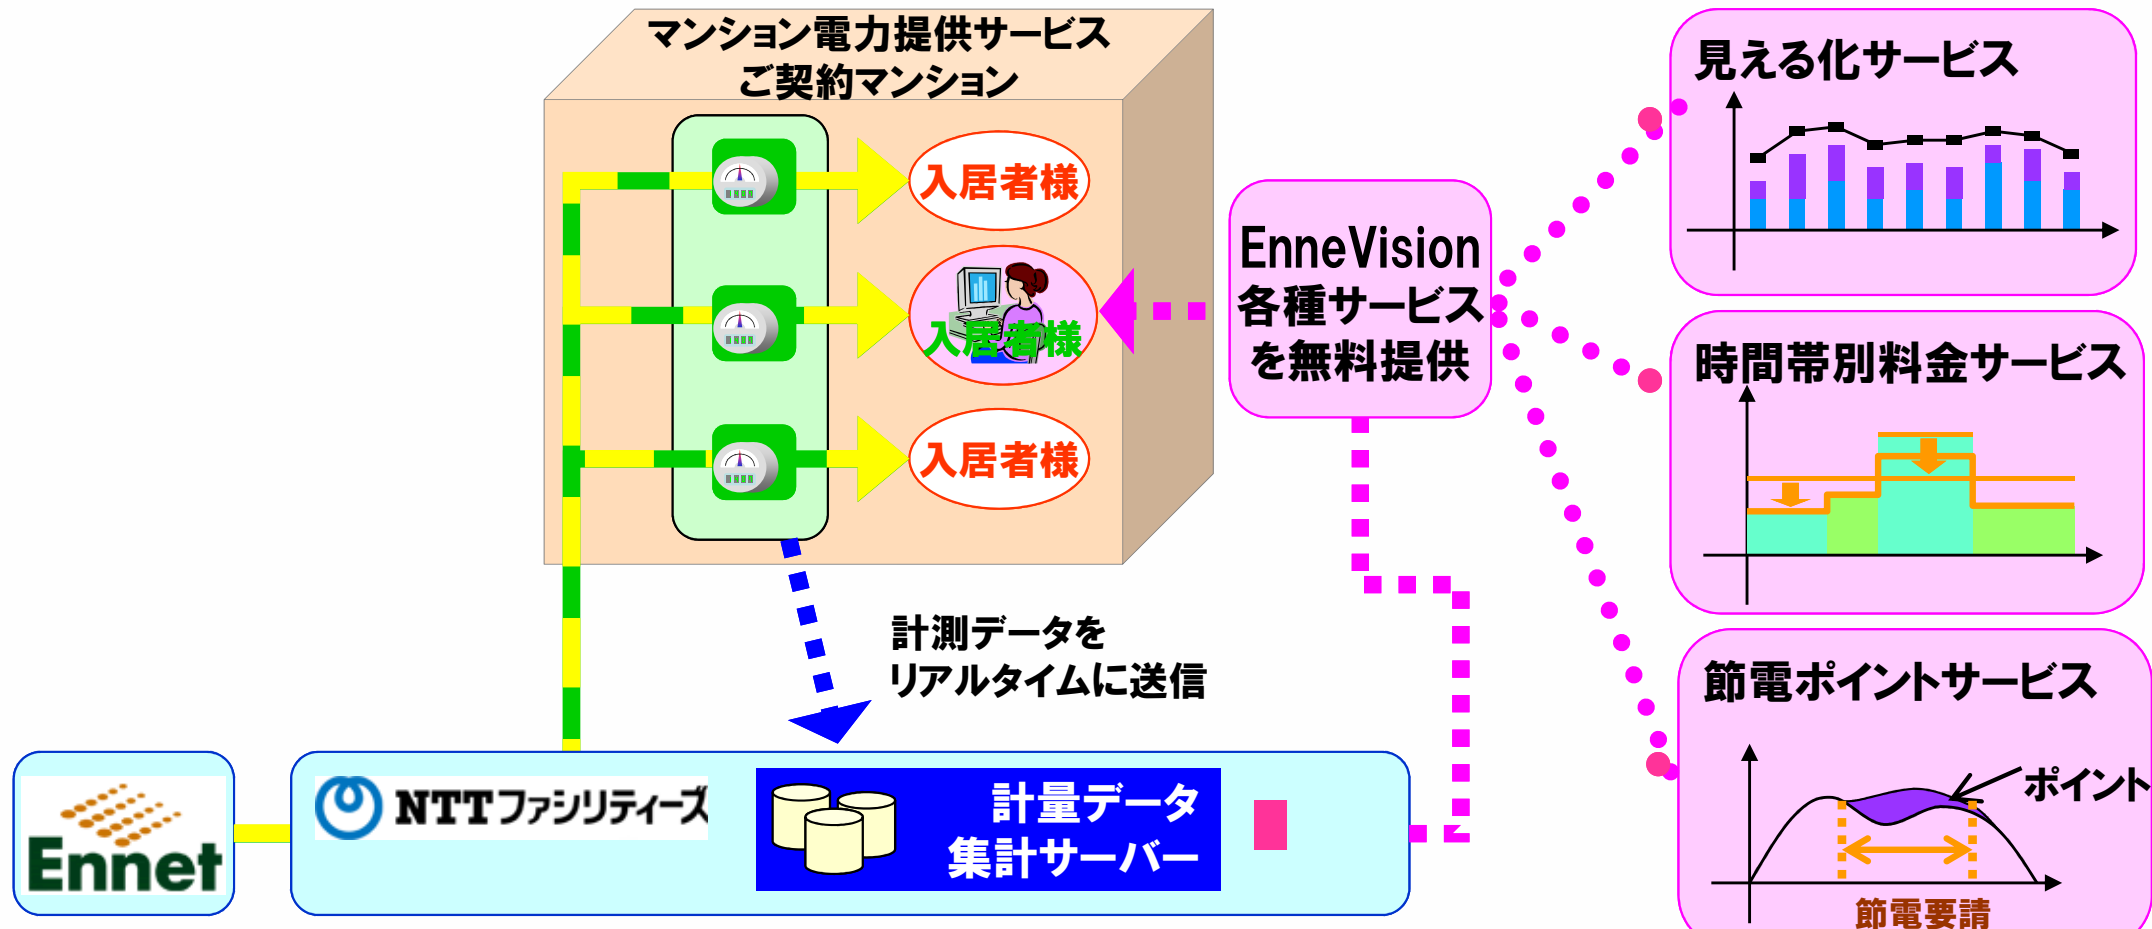 マンション電力提供サービス
ご契約マンション
入居者様
入居者様
入居者様
計測データを
リアルタイムに送信
Ennet
NTTファシリティーズ
計量データ
集計サーバー
EnneVision
各種サービス
を無料提供
見える化サービス
時間帯別料金サービス
節電ポイントサービス
ポイント
節電要請